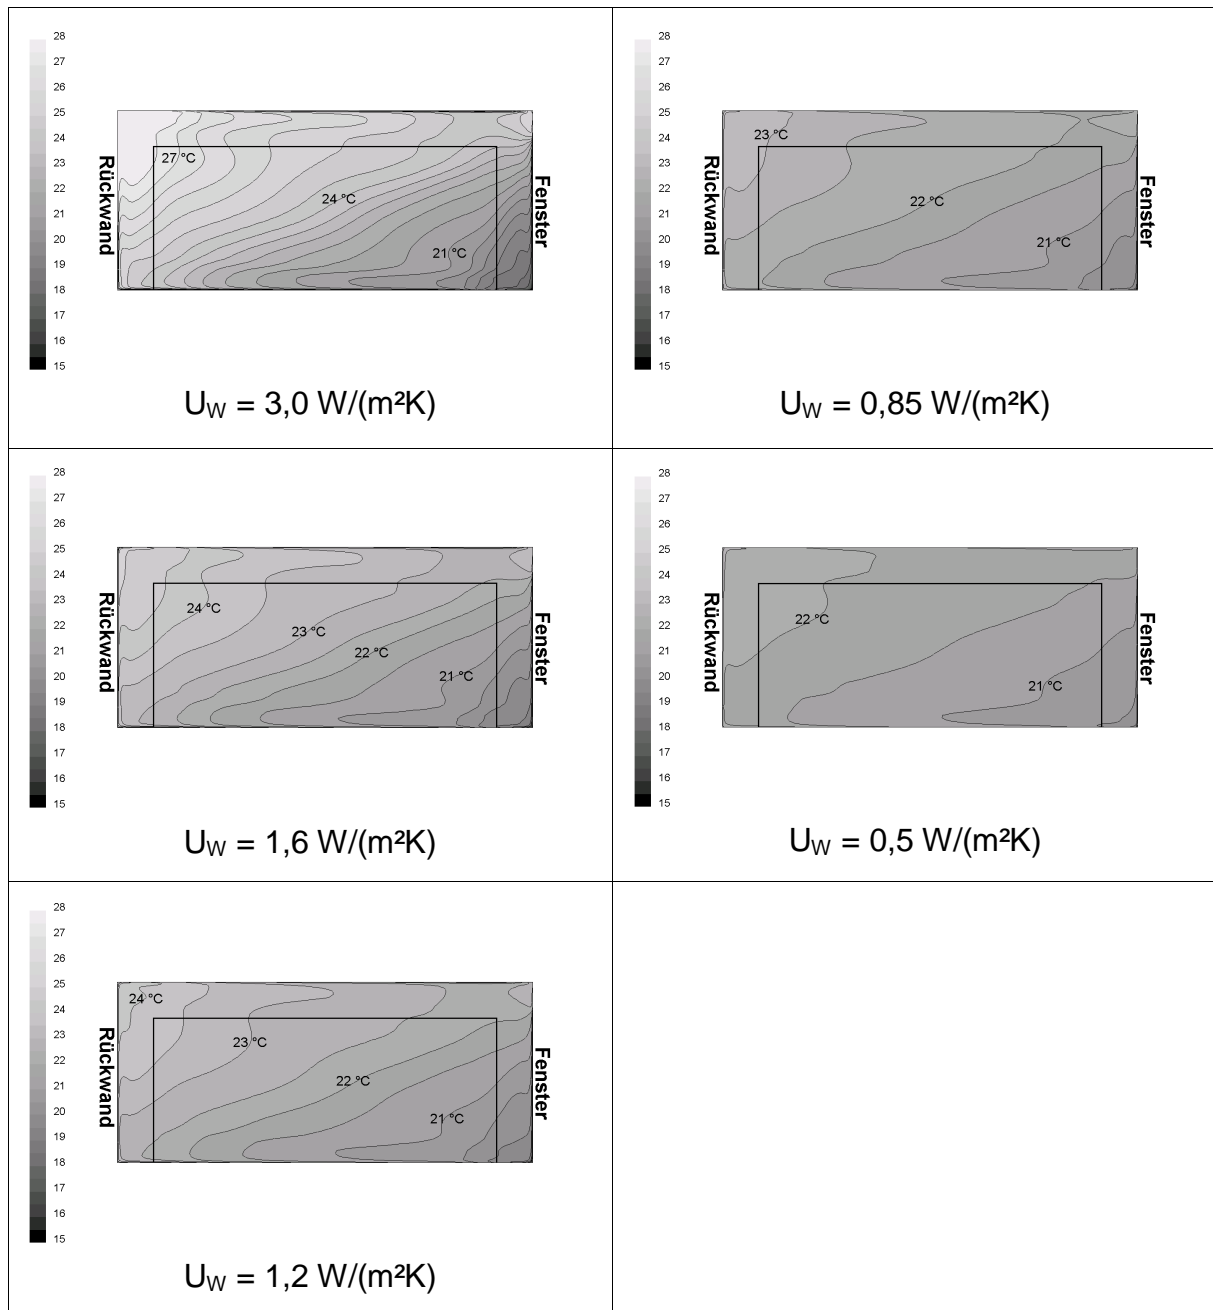 28
27
26
25
24
23
22
21
20
19
18
17
16
15
Rückwand
27 °C
24 °C
21 °C
Fenster
U_W = 3,0 W/(m²K)
28
27
26
25
24
23
22
21
20
19
18
17
16
15
Rückwand
23 °C
22 °C
21 °C
Fenster
U_W = 0,85 W/(m²K)
28
27
26
25
24
23
22
21
20
19
18
17
16
15
Rückwand
24 °C
23 °C
22 °C
21 °C
Fenster
U_W = 1,6 W/(m²K)
28
27
26
25
24
23
22
21
20
19
18
17
16
15
Rückwand
22 °C
21 °C
Fenster
U_W = 0,5 W/(m²K)
28
27
26
25
24
23
22
21
20
19
18
17
16
15
Rückwand
24 °C
23 °C
22 °C
21 °C
Fenster
U_W = 1,2 W/(m²K)